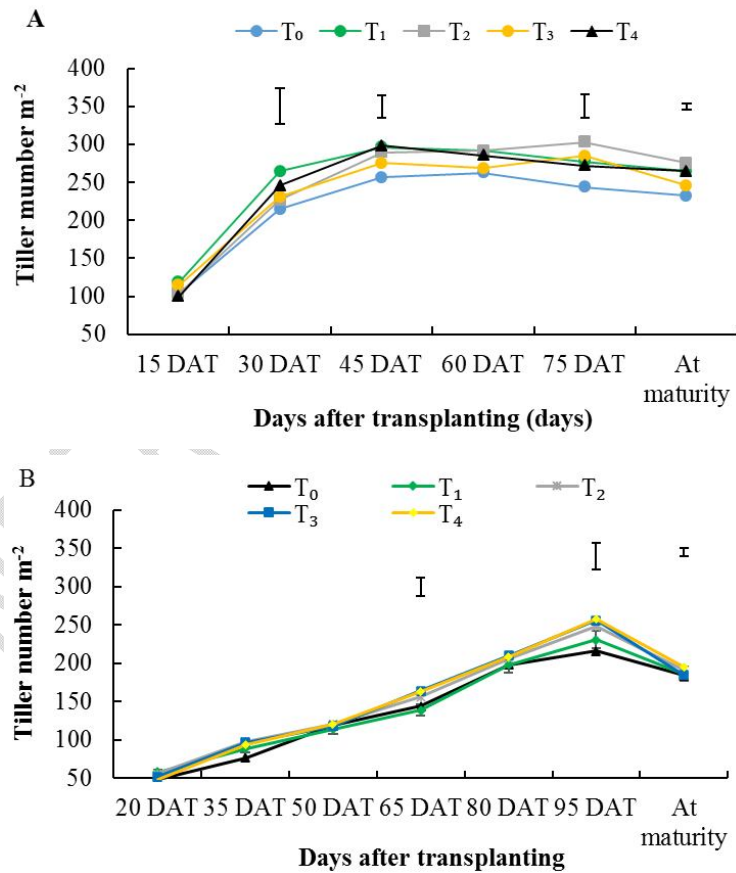 A
T₀ T₁ T₂ T₃ T₄
400
350
300
250
200
150
100
50
Tiller mumber m⁻²
15 DAT 30 DAT 45 DAT 60 DAT 75 DAT At maturity
Days after transplanting (days)
B
T₀ T₁ T₂
T₃ T₄
400
350
300
250
200
150
100
50
Tiller number m⁻²
20 DAT 35 DAT 50 DAT 65 DAT 80 DAT 95 DAT At maturity
Days after transplanting